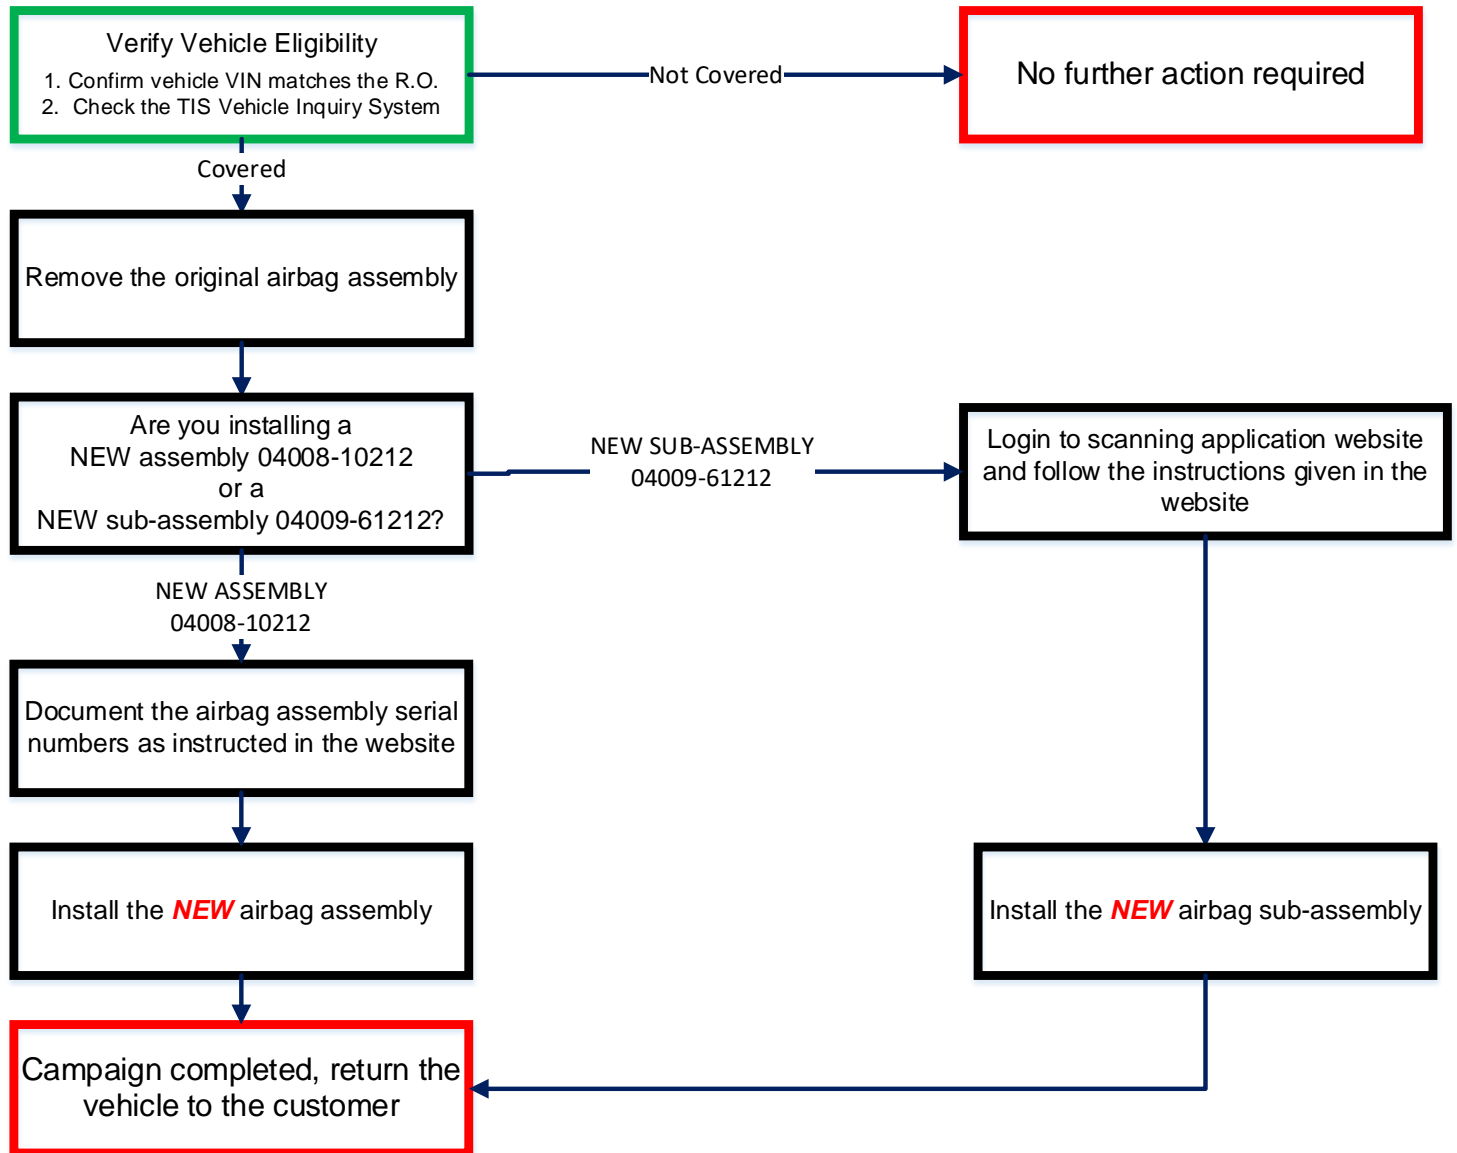 Verify Vehicle Eligibility
1. Confirm vehicle VIN matches the R.O.
2. Check the TIS Vehicle Inquiry System
Not Covered
No further action required
Covered
Remove the original airbag assembly
Are you installing a
NEW assembly 04008-10212
or a
NEW sub-assembly 04009-61212?
NEW SUB-ASSEMBLY
04009-61212
Login to scanning application website
and follow the instructions given in the
website
NEW ASSEMBLY
04008-10212
Document the airbag assembly serial
numbers as instructed in the website
Install the NEW airbag assembly
Install the NEW airbag sub-assembly
Campaign completed, return the
vehicle to the customer